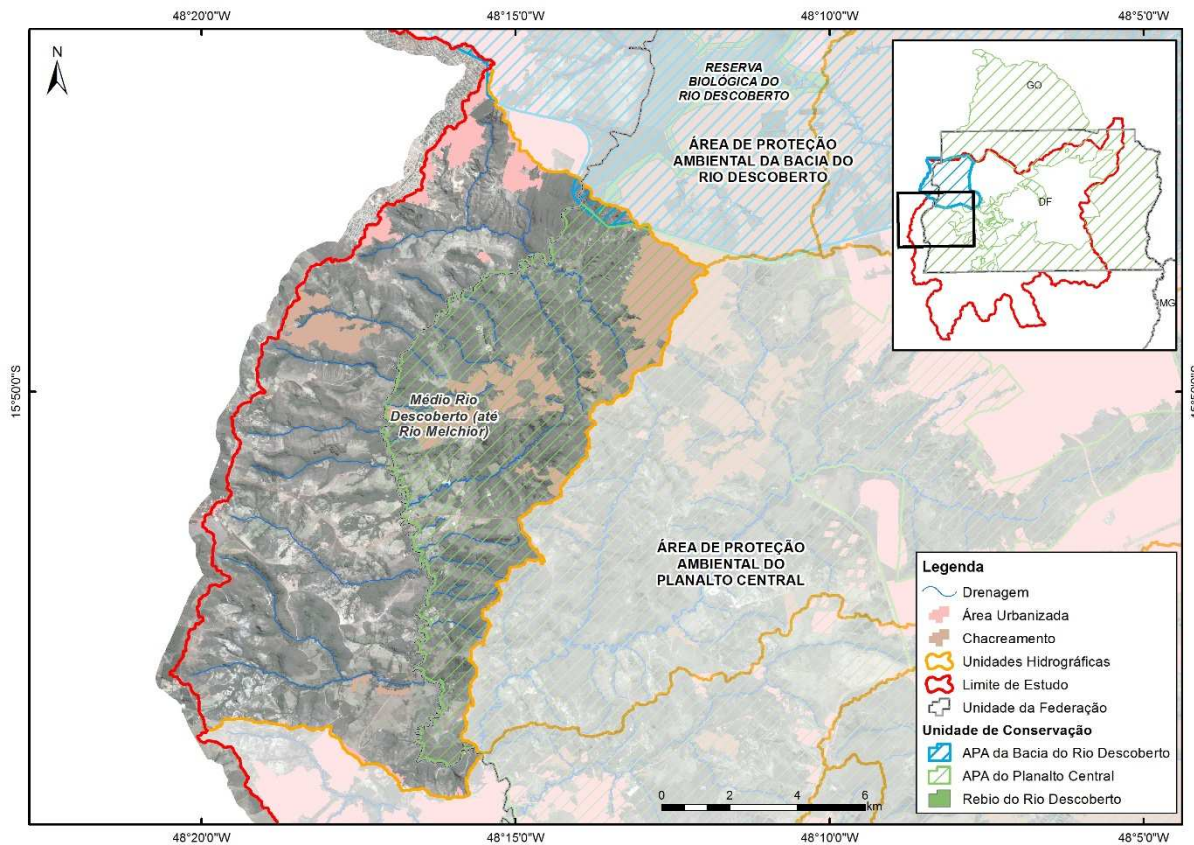 48°20'0"W
48°15'0"W
48°10'0"W
48°5'0"W
N
RESERVA
BIOLÓGICA DO
RIO DESCOBERTO
ÁREA DE PROTEÇÃO
AMBIENTAL DA BACIA DO
RIO DESCOBERTO
GO
DF
MG
15°50'0"S
15°50'0"S
Médio Rio
Descoberto (até
Rio Melchior)
ÁREA DE PROTEÇÃO
AMBIENTAL DO
PLANALTO CENTRAL
Legenda
Drenagem
Área Urbanizada
Chacreamento
Unidades Hidrográficas
Limite de Estudo
Unidade da Federação
Unidade de Conservação
APA da Bacia do Rio Descoberto
APA do Planalto Central
Rebio do Rio Descoberto
0 2 4 6
km
48°20'0"W
48°15'0"W
48°10'0"W
48°5'0"W